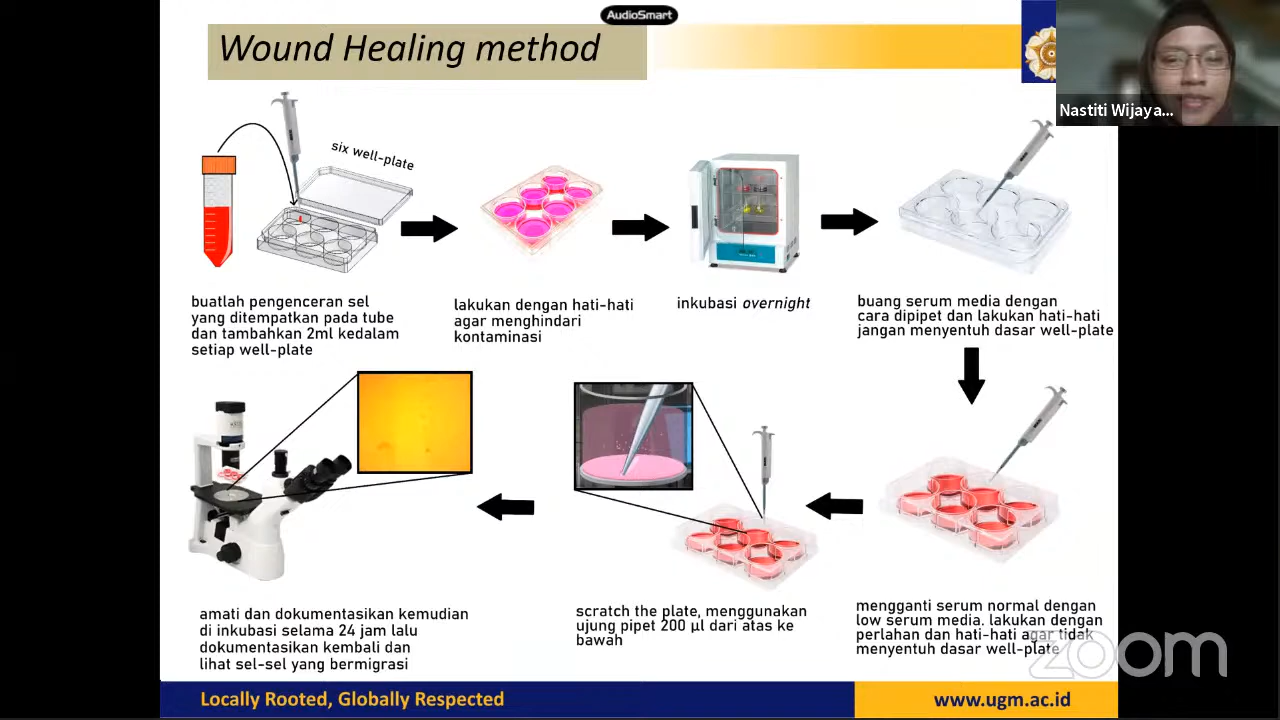 AudioSmart
Wound Healing method
Nastiti Wijaya...
six well-plate
buatlah pengenceran sel
yang ditempatkan pada tube
dan tambahkan 2ml kedalam
setiap well-plate
lakukan dengan hati-hati
agar menghindari
kontaminasi
inkubasi overnight
buang serum media dengan
cara dipipet dan lakukan hati-hati
jangan menyentuh dasar well-plate
mengganti serum normal dengan
low serum media. lakukan dengan
perlahan dan hati-hati agar tidak
menyentuh dasar well-plate
scratch the plate, menggunakan
ujung pipet 200 µl dari atas ke
bawah
amati dan dokumentasikan kemudian
di inkubasi selama 24 jam lalu
dokumentasikan kembali dan
lihat sel-sel yang bermigrasi
zoom
Locally Rooted, Globally Respected
www.ugm.ac.id